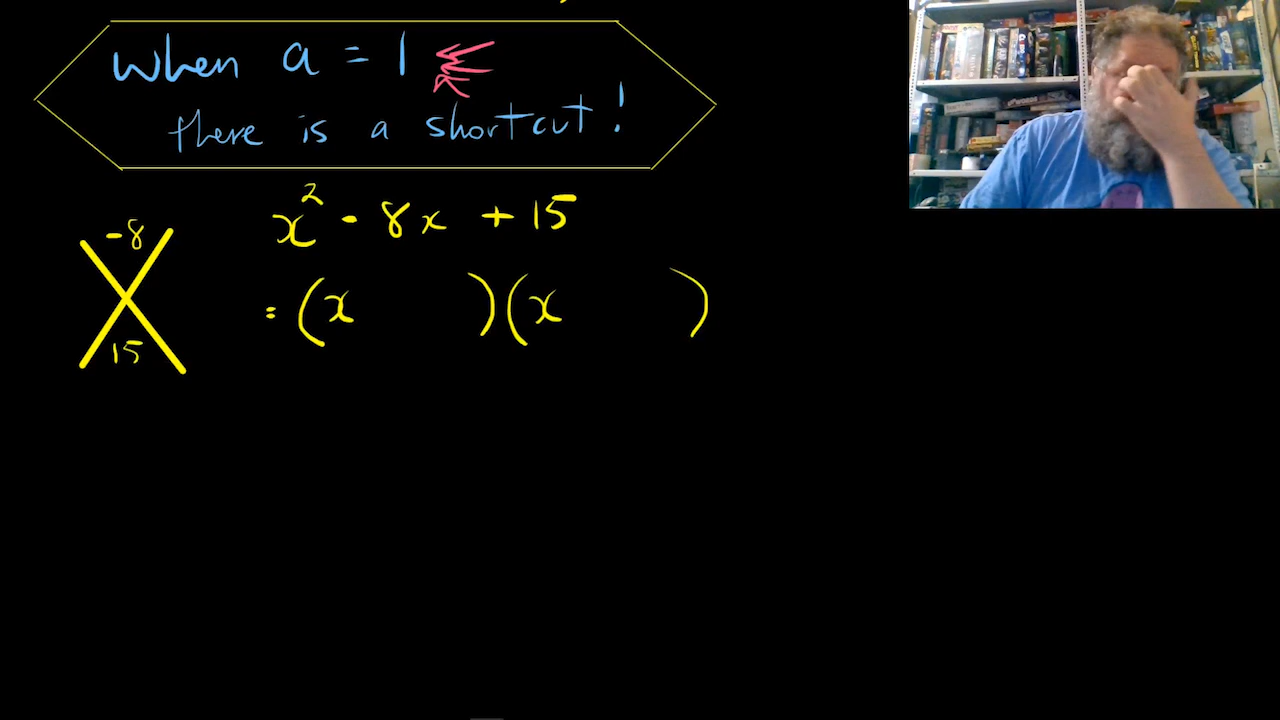 when a = 1
there is a shortcut!
-8
15
x² - 8x + 15
= (x )(x )